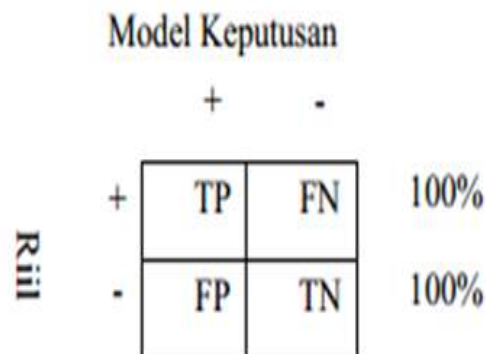 Model Keputusan
+ -
+ TP FN 100%
Riil
- FP TN 100%